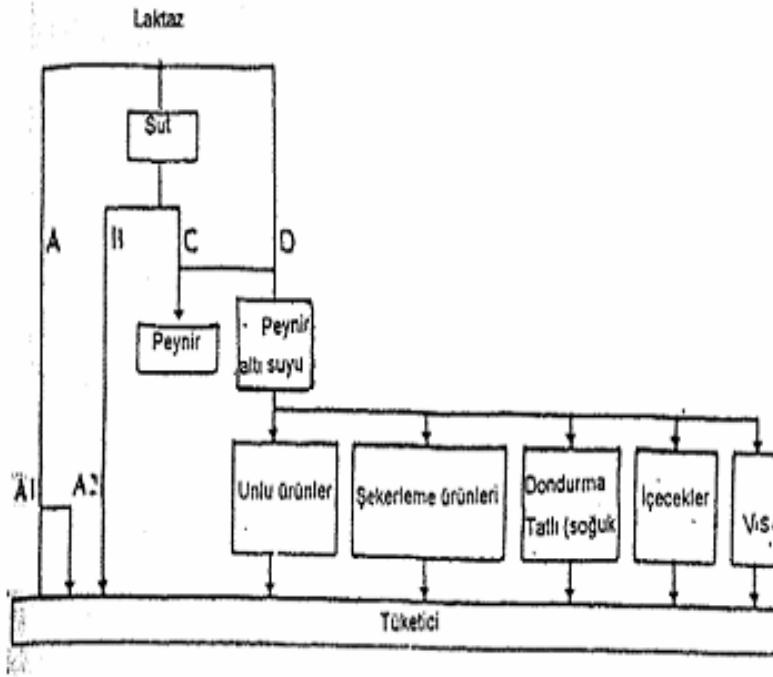 Laktaz
Süt
A
B
C
D
Peynir
Peynir
altı suyu
A1
A2
Unlu ürünler
Şekerleme ürünleri
Dondurma
Tatlı (soğuk
İçecekler
Tüketici